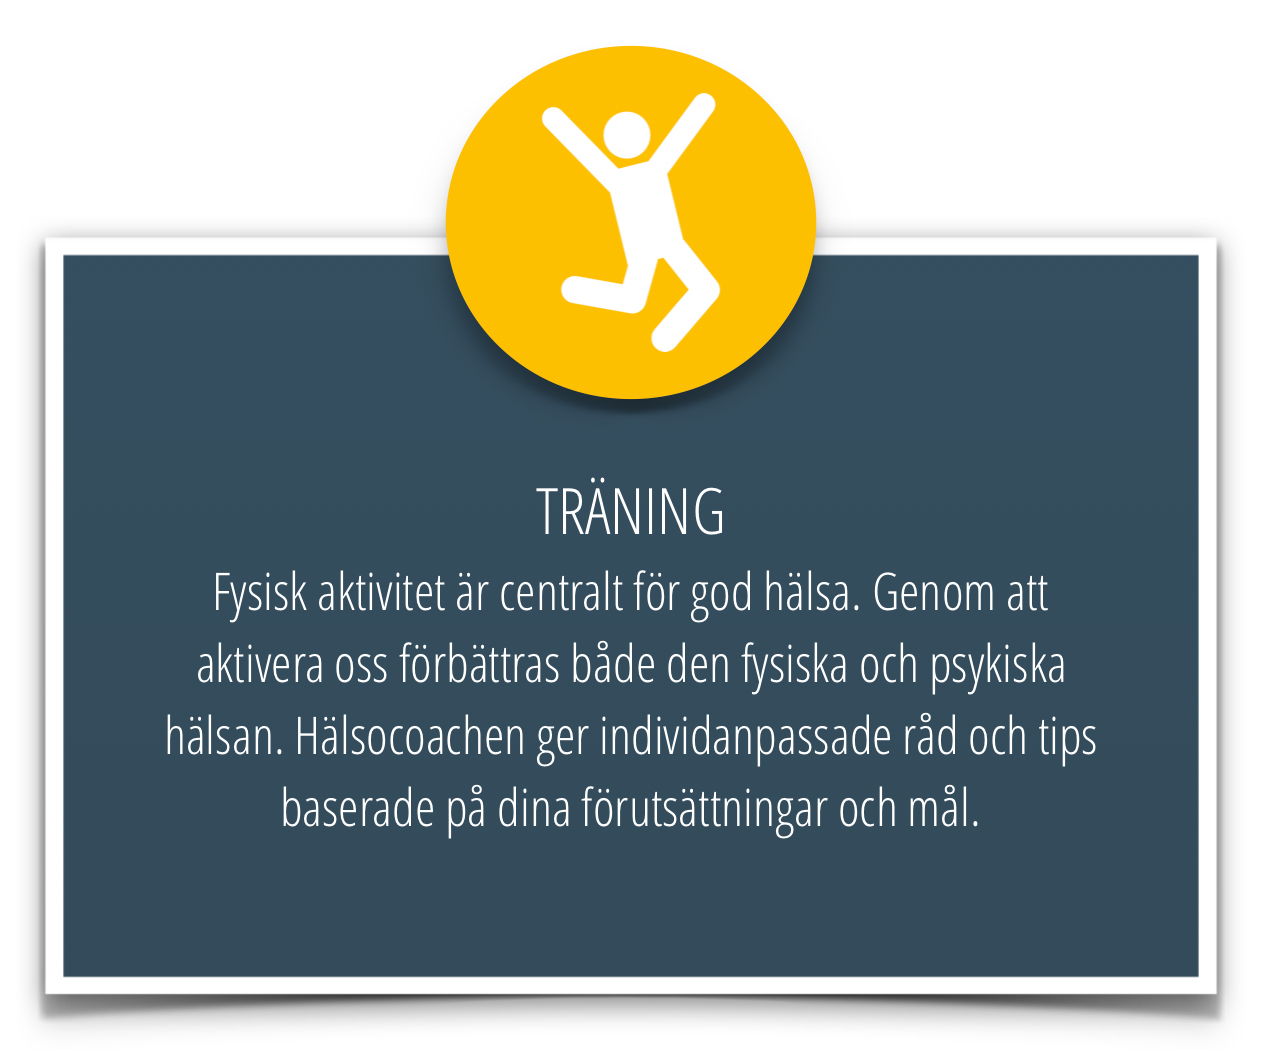 TRÄNING
Fysisk aktivitet är centralt för god hälsa. Genom att
aktivera oss förbättras både den fysiska och psykiska
hälsan. Hälsocoachen ger individanpassade råd och tips
baserade på dina förutsättningar och mål.